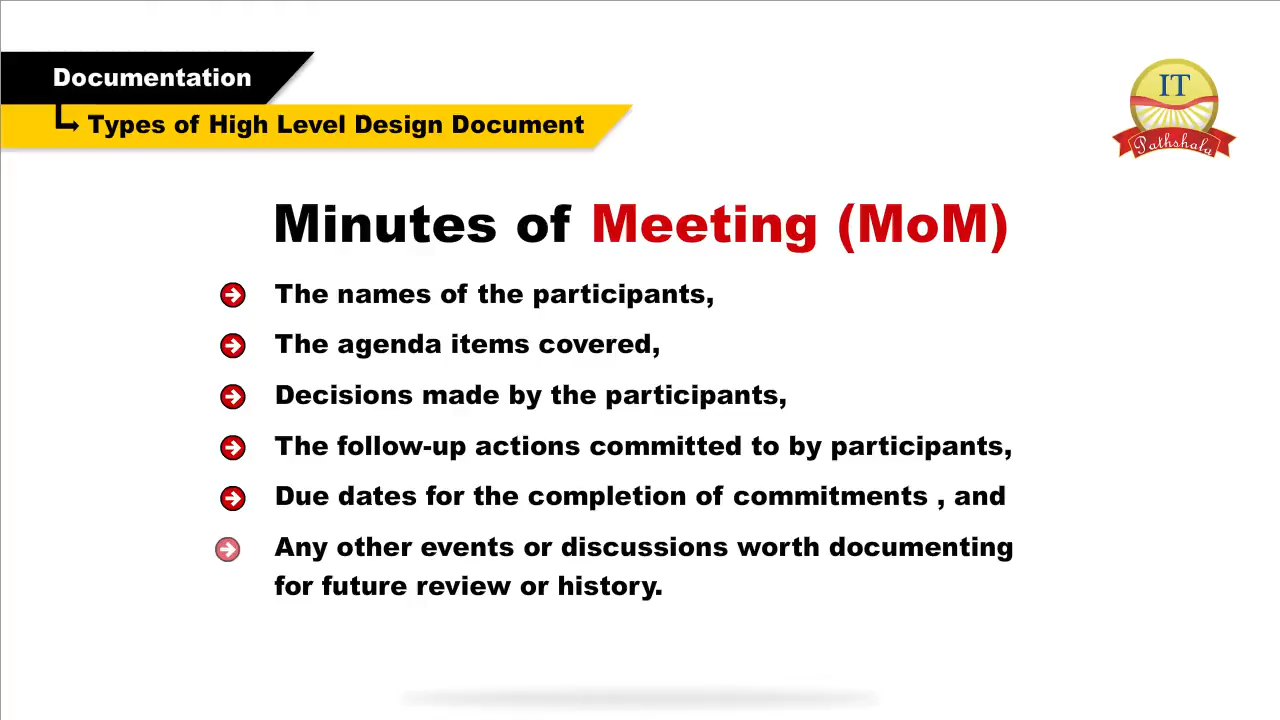 Documentation
Types of High Level Design Document
IT
Pathshala
Minutes of Meeting (MoM)
The names of the participants,
The agenda items covered,
Decisions made by the participants,
The follow-up actions committed to by participants,
Due dates for the completion of commitments , and
Any other events or discussions worth documenting
for future review or history.